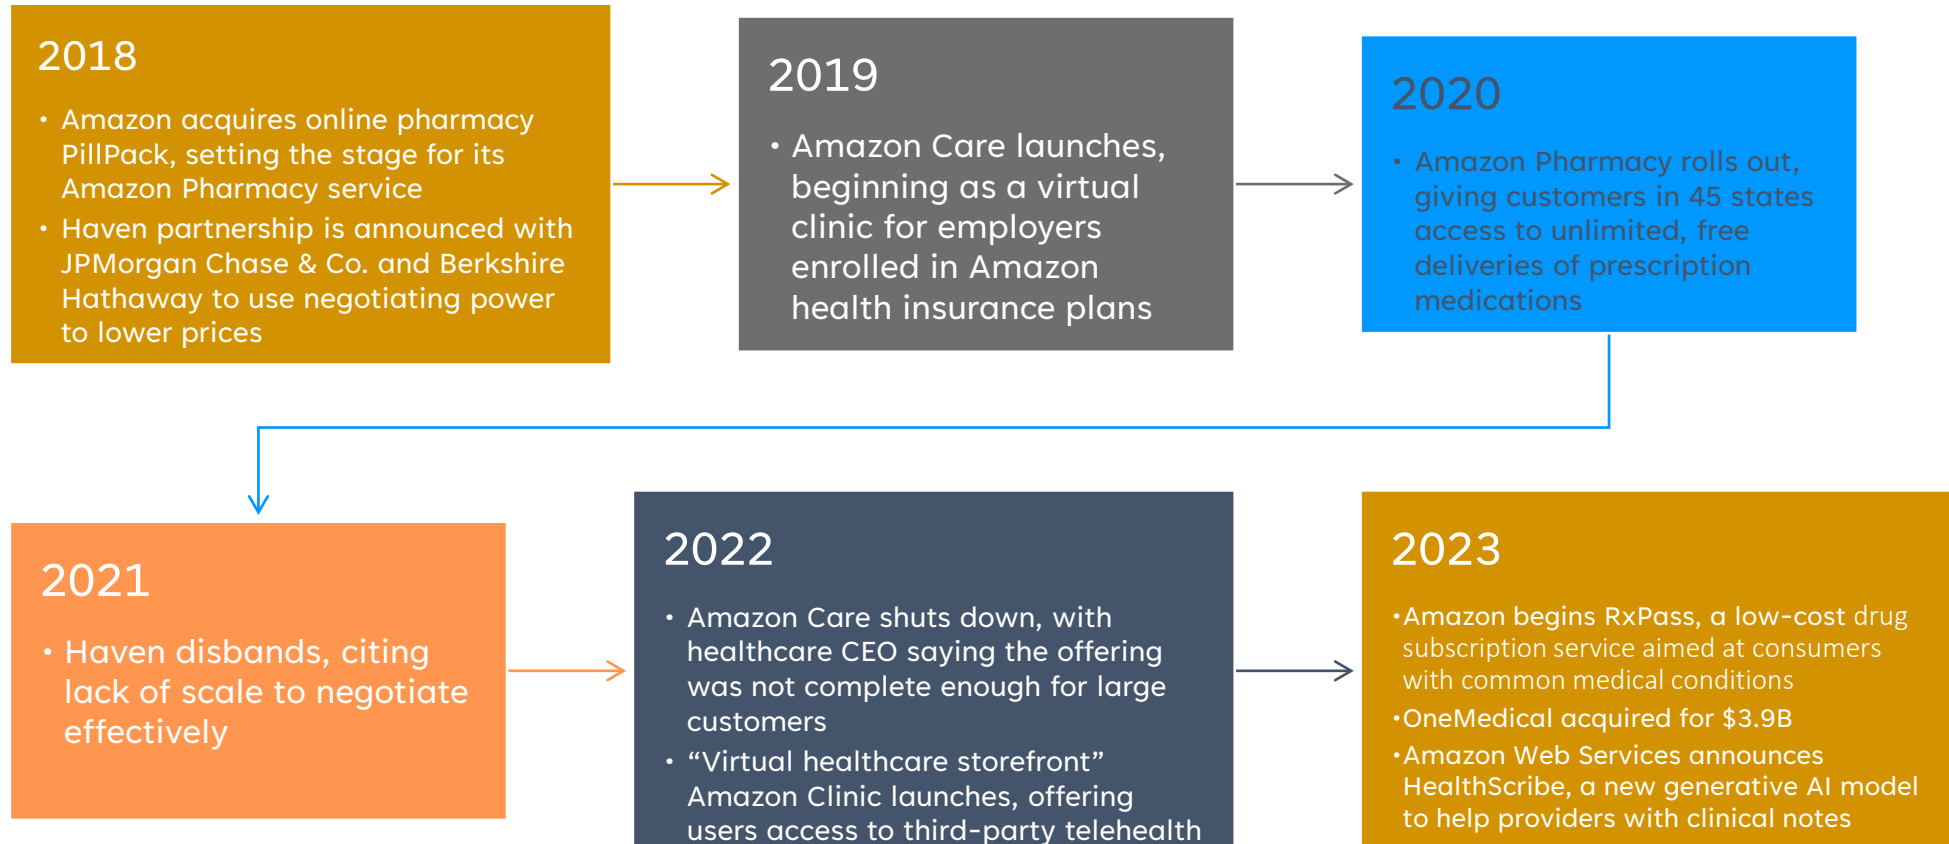 2018
• Amazon acquires online pharmacy
PillPack, setting the stage for its
Amazon Pharmacy service
• Haven partnership is announced with
JPMorgan Chase & Co. and Berkshire
Hathaway to use negotiating power
to lower prices
2019
• Amazon Care launches,
beginning as a virtual
clinic for employers
enrolled in Amazon
health insurance plans
2020
• Amazon Pharmacy rolls out,
giving customers in 45 states
access to unlimited, free
deliveries of prescription
medications
2021
• Haven disbands, citing
lack of scale to negotiate
effectively
2022
• Amazon Care shuts down, with
healthcare CEO saying the offering
was not complete enough for large
customers
• “Virtual healthcare storefront”
Amazon Clinic launches, offering
users access to third-party telehealth
2023
•Amazon begins RxPass, a low-cost drug
subscription service aimed at consumers
with common medical conditions
•OneMedical acquired for $3.9B
•Amazon Web Services announces
HealthScribe, a new generative AI model
to help providers with clinical notes